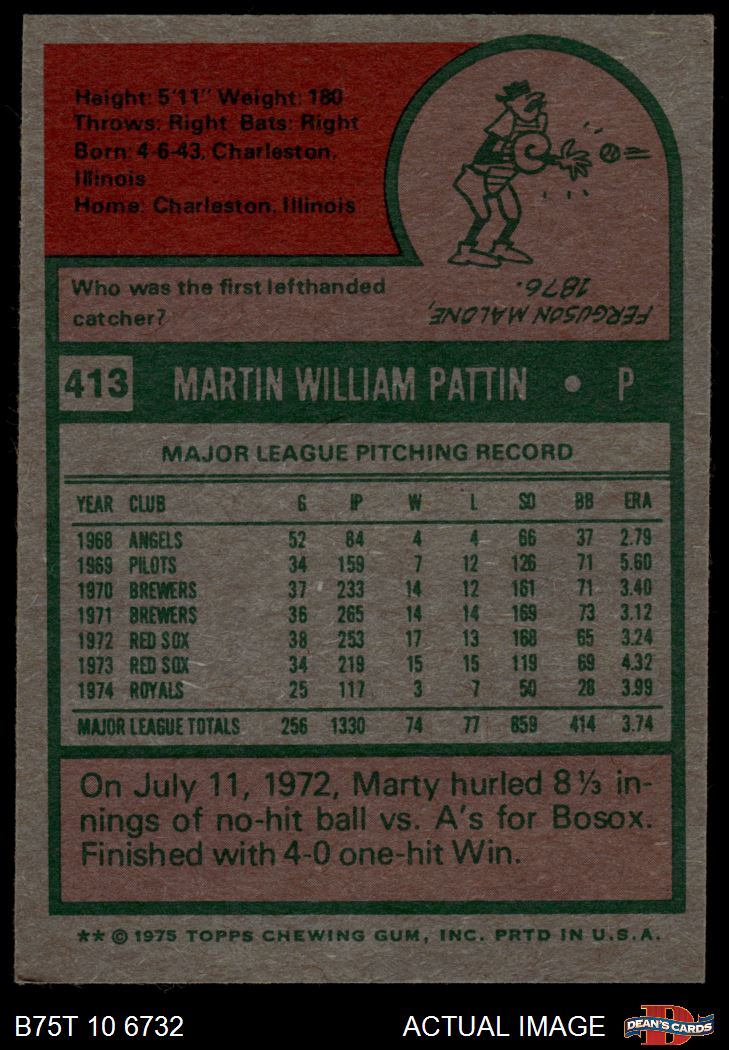 Height: 5'11" Weight: 180
Throws: Right Bats: Right
Born: 4-6-43, Charleston,
Illinois
Home: Charleston, Illinois
Who was the first lefthanded
catcher?
FERGUSON MALONE,
1876.
413 MARTIN WILLIAM PATTIN • P
MAJOR LEAGUE PITCHING RECORD
YEAR CLUB G IP W L SO BB ERA
1968 ANGELS 52 84 4 4 66 37 2.79
1969 PILOTS 34 159 7 12 126 71 5.60
1970 BREWERS 37 233 14 12 161 71 3.40
1971 BREWERS 36 265 14 14 169 73 3.12
1972 RED SOX 38 253 17 13 168 65 3.24
1973 RED SOX 34 219 15 15 119 69 4.32
1974 ROYALS 25 117 3 7 50 28 3.99
MAJOR LEAGUE TOTALS 256 1330 74 77 859 414 3.74
On July 11, 1972, Marty hurled 8 ⅓ in-
nings of no-hit ball vs. A's for Bosox.
Finished with 4-0 one-hit Win.
** © 1975 TOPPS CHEWING GUM, INC. PRTD IN U.S.A.
B75T 10 6732 ACTUAL IMAGE DEAN'S CARDS